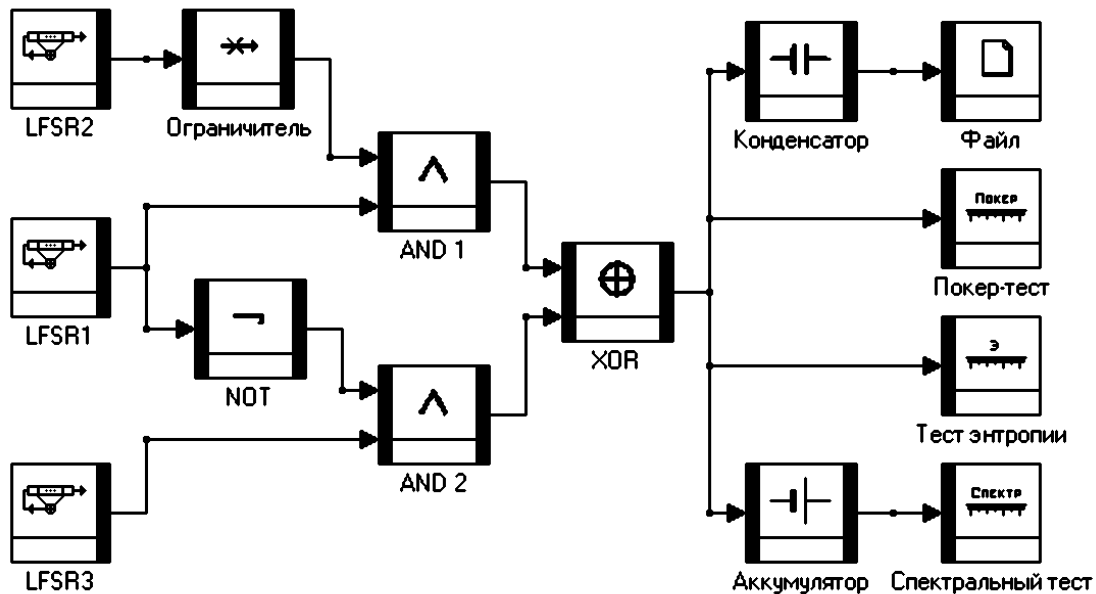 LFSR2
Ограничитель
Конденсатор
Файл
AND 1
Покер
Покер-тест
LFSR1
NOT
XOR
Э
Тест энтропии
AND 2
LFSR3
Аккумулятор
Спектр
Спектральный тест